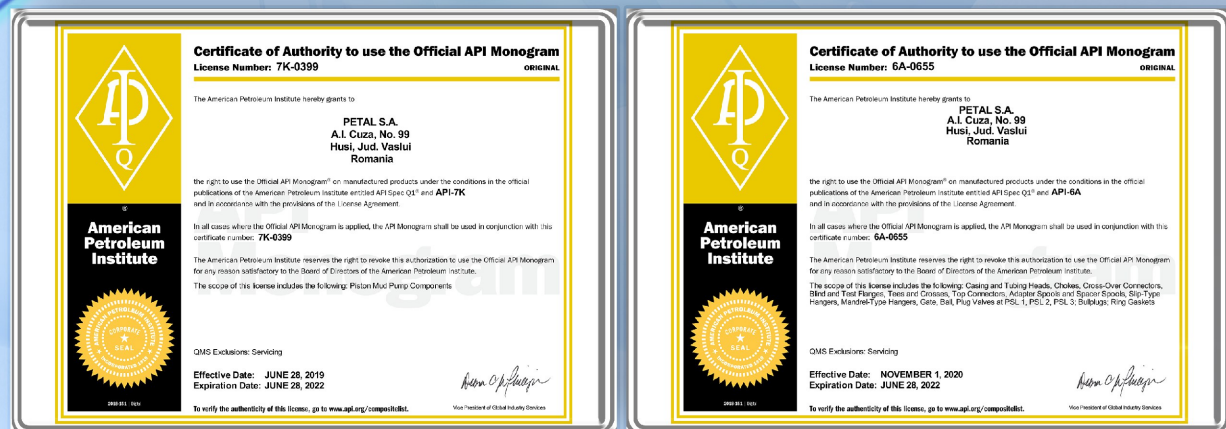 Certificate of Authority to use the Official API Monogram
License Number: 7K-0399
ORIGINAL
The American Petroleum Institute hereby grants to
PETAL S.A.
A.I. Cuza, No. 99
Husi, Jud. Vaslui
Romania
the right to use the Official API Monogram® on manufactured products under the conditions in the official
publications of the American Petroleum Institute entitled API Spec Q1® and API-7K
and in accordance with the provisions of the License Agreement.
In all cases where the Official API Monogram is applied, the API Monogram shall be used in conjunction with this
certificate number: 7K-0399
The American Petroleum Institute reserves the right to revoke this authorization to use the Official API Monogram
for any reason satisfactory to the Board of Directors of the American Petroleum Institute.
The scope of this license includes the following: Piston Mud Pump Components
QMS Exclusions: Servicing
Effective Date: JUNE 28, 2019
Expiration Date: JUNE 28, 2022
To verify the authenticity of this license, go to www.api.org/compositelist.
Vice President of Global Industry Services
API
Q
®
American
Petroleum
Institute
AMERICAN PETROLEUM INSTITUTE
CORPORATE
SEAL
Certificate of Authority to use the Official API Monogram
License Number: 6A-0655
ORIGINAL
The American Petroleum Institute hereby grants to
PETAL S.A.
A.I. Cuza, No. 99
Husi, Jud. Vaslui
Romania
the right to use the Official API Monogram® on manufactured products under the conditions in the official
publications of the American Petroleum Institute entitled API Spec Q1® and API-6A
and in accordance with the provisions of the License Agreement.
In all cases where the Official API Monogram is applied, the API Monogram shall be used in conjunction with this
certificate number: 6A-0655
The American Petroleum Institute reserves the right to revoke this authorization to use the Official API Monogram
for any reason satisfactory to the Board of Directors of the American Petroleum Institute.
The scope of this license includes the following: Casing and Tubing Heads, Chokes, Cross-Over Connectors,
Blind and Test Flanges, Tees and Crosses, Top Connectors, Adapter Spools and Spacer Spools, Slip-Type
Hangers, Mandrel-Type Hangers, Gate, Ball, Plug Valves at PSL 1, PSL 2, PSL 3; Bullplugs; Ring Gaskets
QMS Exclusions: Servicing
Effective Date: NOVEMBER 1, 2020
Expiration Date: JUNE 28, 2022
To verify the authenticity of this license, go to www.api.org/compositelist.
Vice President of Global Industry Services
API
Q
®
American
Petroleum
Institute
AMERICAN PETROLEUM INSTITUTE
CORPORATE
SEAL